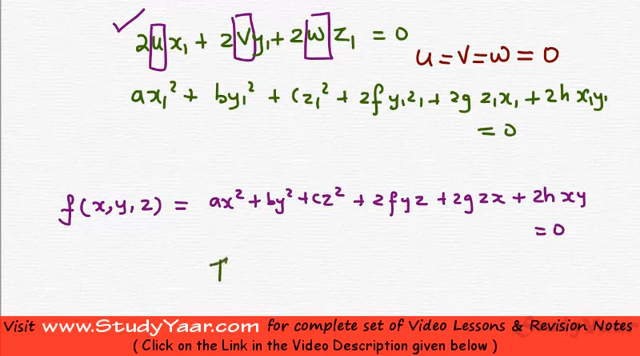 ✓ 2ux₁ + 2vy₁ + 2wz₁ = 0
u = v = w = 0
ax₁² + by₁² + cz₁² + 2fy₁z₁ + 2gz₁x₁ + 2hx₁y₁
= 0
f(x,y,z) = ax² + by² + cz² + 2fyz + 2gzx + 2hxy
= 0
T
Visit www.StudyYaar.com for complete set of Video Lessons & Revision Notes
( Click on the Link in the Video Description given below )